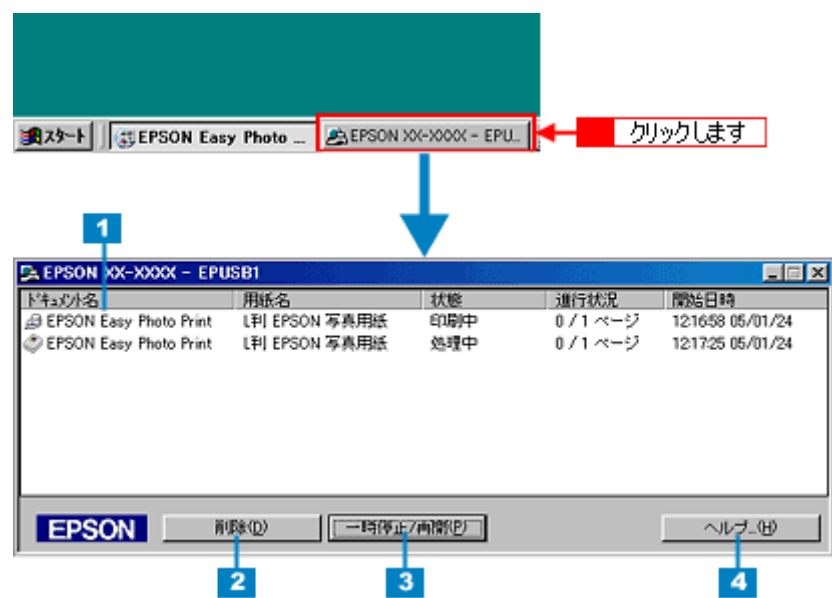 スタート EPSON Easy Photo ... EPSON XX-XXXX - EPU... クリックします
1
EPSON XX-XXXX - EPUSB1
ドキュメント名 用紙名 状態 進行状況 開始日時
EPSON Easy Photo Print L判 EPSON 写真用紙 印刷中 0 / 1 ページ 12:16:58 05/01/24
EPSON Easy Photo Print L判 EPSON 写真用紙 処理中 0 / 1 ページ 12:17:25 05/01/24
EPSON 削除(D) 一時停止/再開(P) ヘルプ...(H)
2 3 4